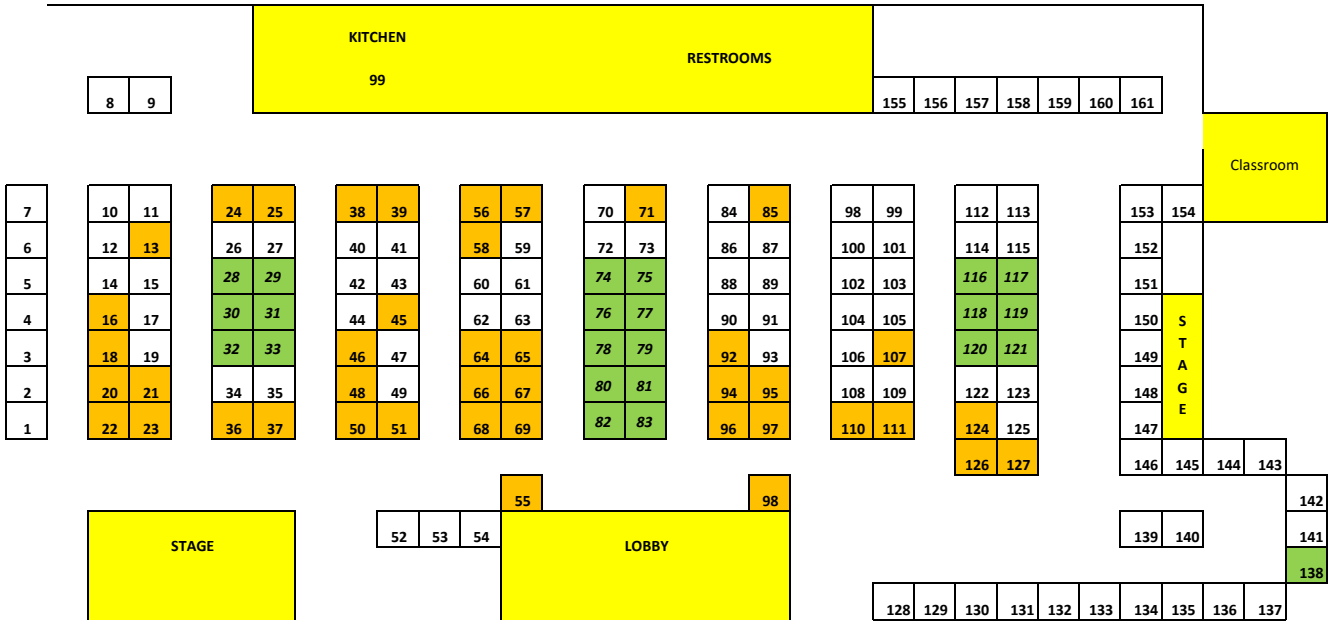 KITCHEN
RESTROOMS
99
8 9
155 156 157 158 159 160 161
Classroom
7 10 11 24 25 38 39 56 57 70 71 84 85 98 99 112 113 153 154
6 12 13 26 27 40 41 58 59 72 73 86 87 100 101 114 115 152
5 14 15 28 29 42 43 60 61 74 75 88 89 102 103 116 117 151
4 16 17 30 31 44 45 62 63 76 77 90 91 104 105 118 119 150
3 18 19 32 33 46 47 64 65 78 79 92 93 106 107 120 121 149
2 20 21 34 35 48 49 66 67 80 81 94 95 108 109 122 123 148
1 22 23 36 37 50 51 68 69 82 83 96 97 110 111 124 125 147
S
T
A
G
E
126 127 146 145 144 143
55 98 142
STAGE 52 53 54 LOBBY 139 140 141
138
128 129 130 131 132 133 134 135 136 137